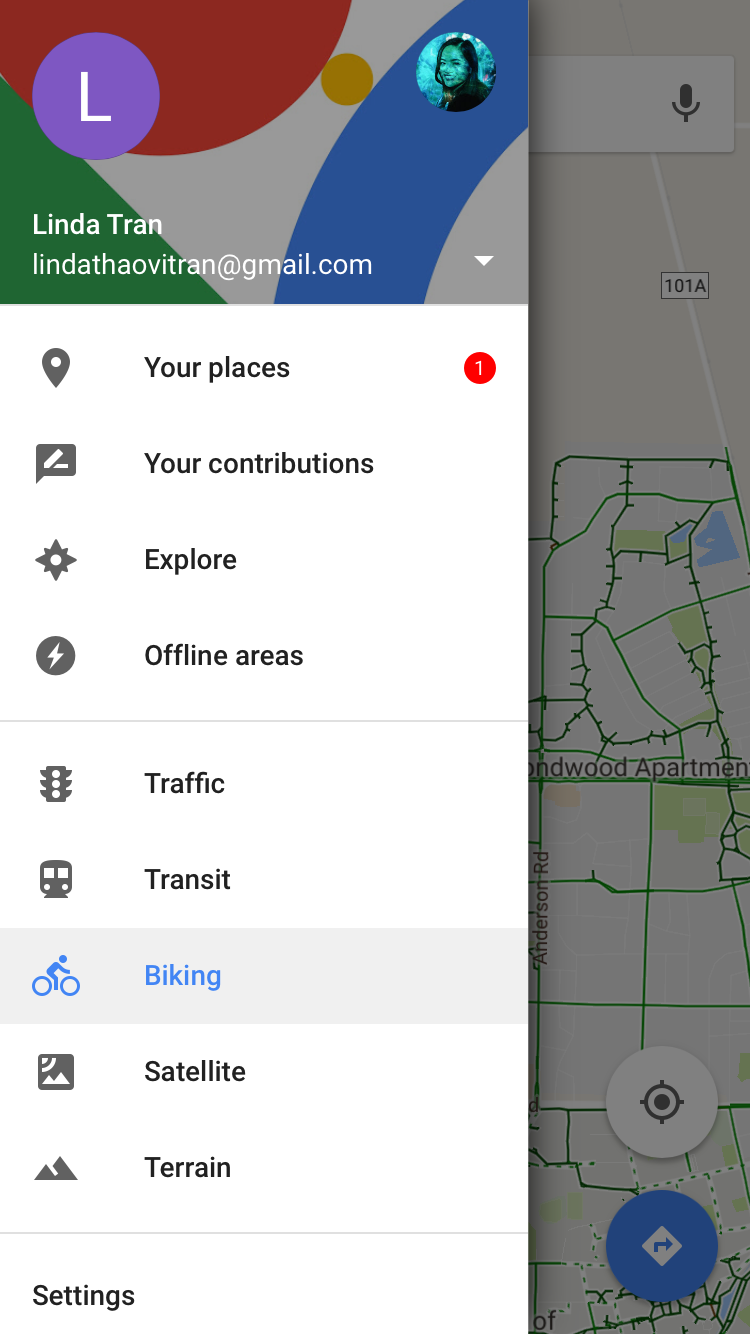 L
Linda Tran
lindathaovitran@gmail.com
101A
Your places
1
Your contributions
Explore
Offline areas
Traffic
ondwood Apartment
Transit
Anderson Rd
Biking
Satellite
d
Terrain
Settings
of